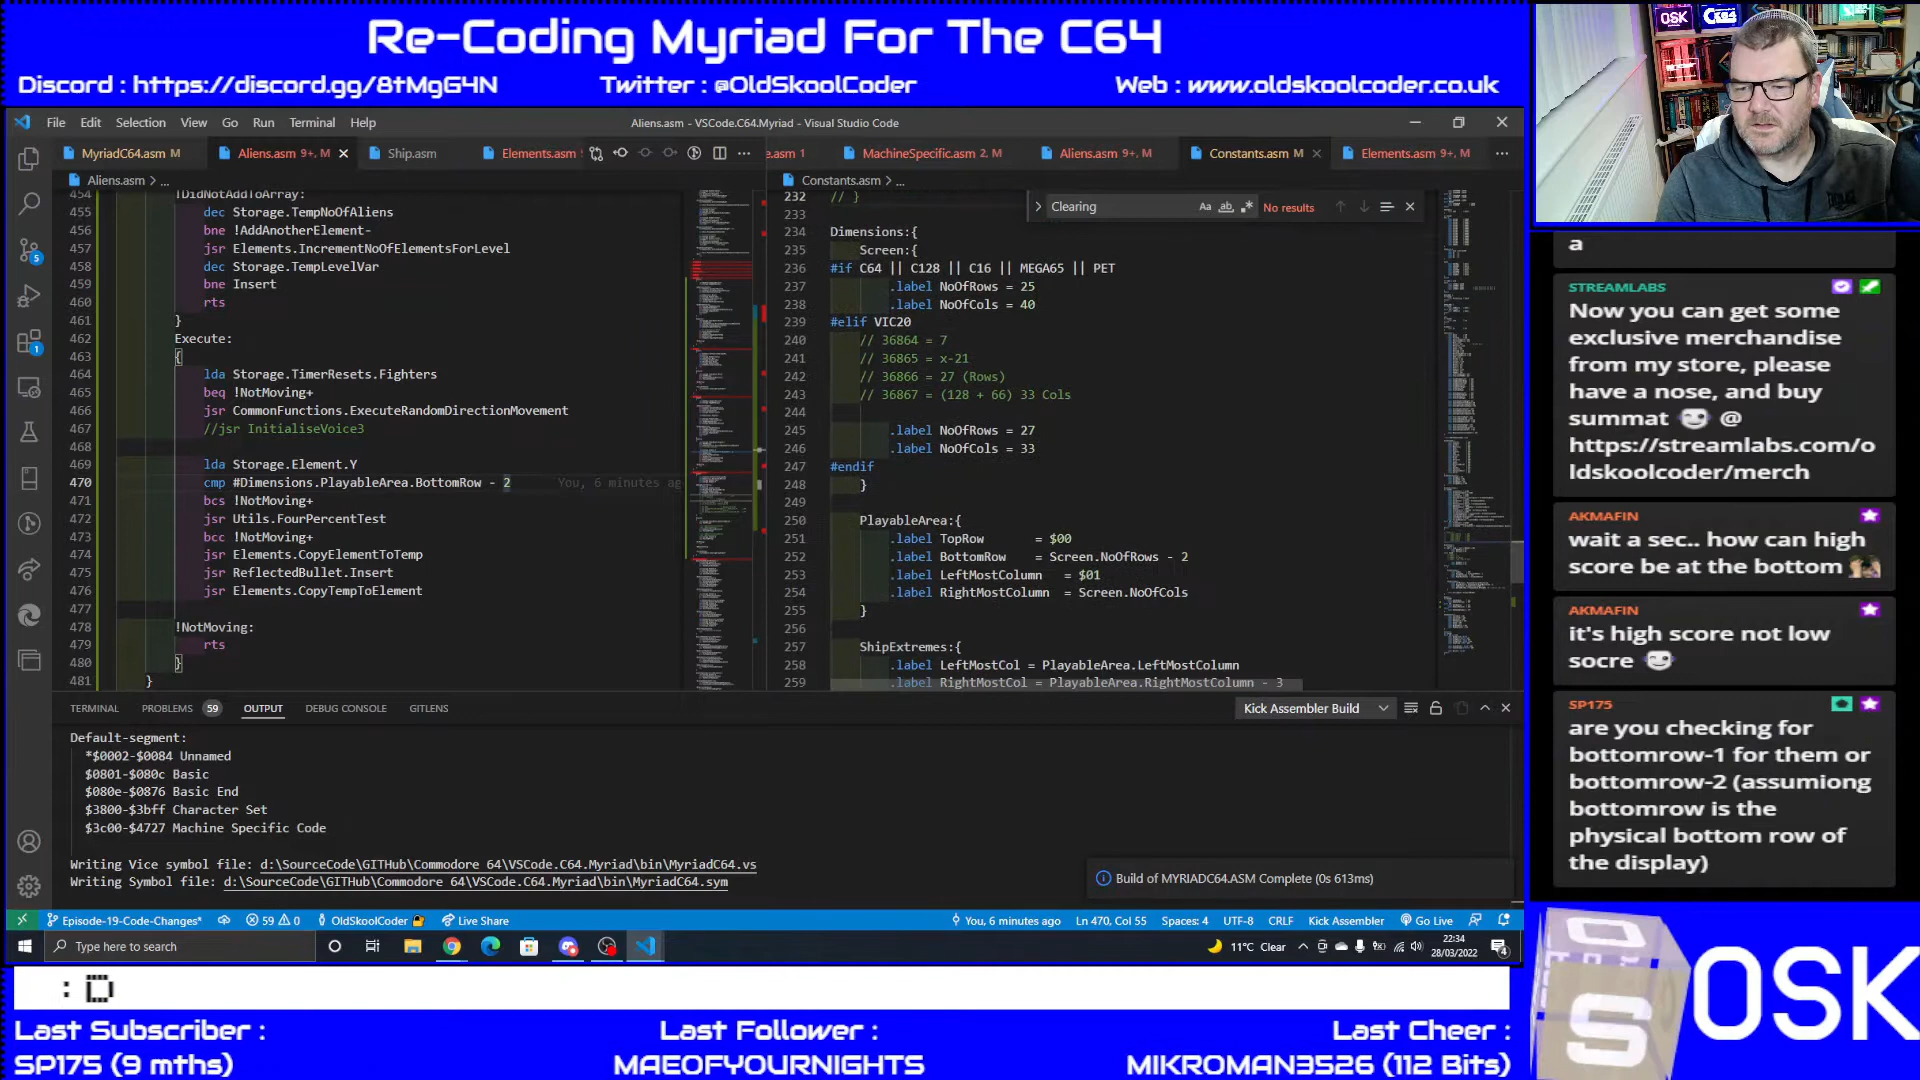 Re-Coding Myriad For The C64
Discord : https://discord.gg/8tMgG4N
Twitter : @OldSkoolCoder
Web : www.oldskoolcoder.co.uk
File Edit Selection View Go Run Terminal Help
Aliens.asm - VSCode.C64.Myriad - Visual Studio Code
MyriadC64.asm M
Aliens.asm 9+, M
Ship.asm
Elements.asm
e.asm 1
MachineSpecific.asm 2, M
Aliens.asm 9+, M
Constants.asm M
Elements.asm 9+, M
Aliens.asm > ...
454 !DidNotAddToArray:
455 dec Storage.TempNoOfAliens
456 bne !AddAnotherElement-
457 jsr Elements.IncrementNoOfElementsForLevel
458 dec Storage.TempLevelVar
459 bne Insert
460 rts
461 }
462 Execute:
463 {
464 lda Storage.TimerResets.Fighters
465 beq !NotMoving+
466 jsr CommonFunctions.ExecuteRandomDirectionMovement
467 //jsr InitialiseVoice3
468
469 lda Storage.Element.Y
470 cmp #Dimensions.PlayableArea.BottomRow - 2 You, 6 minutes ag
471 bcs !NotMoving+
472 jsr Utils.FourPercentTest
473 bcc !NotMoving+
474 jsr Elements.CopyElementToTemp
475 jsr ReflectedBullet.Insert
476 jsr Elements.CopyTempToElement
477
478 !NotMoving:
479 rts
480 }
481 }
Constants.asm > ...
Clearing
Aa ab No results
232 // }
233
234 Dimensions:{
235 Screen:{
236 #if C64 || C128 || C16 || MEGA65 || PET
237 .label NoOfRows = 25
238 .label NoOfCols = 40
239 #elif VIC20
240 // 36864 = 7
241 // 36865 = x-21
242 // 36866 = 27 (Rows)
243 // 36867 = (128 + 66) 33 Cols
244
245 .label NoOfRows = 27
246 .label NoOfCols = 33
247 #endif
248 }
249
250 PlayableArea:{
251 .label TopRow = $00
252 .label BottomRow = Screen.NoOfRows - 2
253 .label LeftMostColumn = $01
254 .label RightMostColumn = Screen.NoOfCols
255 }
256
257 ShipExtremes:{
258 .label LeftMostCol = PlayableArea.LeftMostColumn
259 .label RightMostCol = PlayableArea.RightMostColumn - 3
TERMINAL PROBLEMS 59 OUTPUT DEBUG CONSOLE GITLENS
Kick Assembler Build
Default-segment:
*$0002-$0084 Unnamed
$0801-$080c Basic
$080e-$0876 Basic End
$3800-$3bff Character Set
$3c00-$4727 Machine Specific Code
Writing Vice symbol file: d:\SourceCode\GITHub\Commodore 64\VSCode.C64.Myriad\bin\MyriadC64.vs
Writing Symbol file: d:\SourceCode\GITHub\Commodore 64\VSCode.C64.Myriad\bin\MyriadC64.sym
Build of MYRIADC64.ASM Complete (0s 613ms)
Episode-19-Code-Changes* 59 0 OldSkoolCoder Live Share
You, 6 minutes ago Ln 470, Col 55 Spaces: 4 UTF-8 CRLF Kick Assembler Go Live
5
1
Type here to search
11°C Clear
22:34
28/03/2022
4
a
STREAMLABS
Now you can get some
exclusive merchandise
from my store, please
have a nose, and buy
summat @
https://streamlabs.com/o
ldskoolcoder/merch
AKMAFIN
wait a sec.. how can high
score be at the bottom
AKMAFIN
it's high score not low
socre
SP175
are you checking for
bottomrow-1 for them or
bottomrow-2 (assumiong
bottomrow is the
physical bottom row of
the display)
: D
Last Subscriber :
SP175 (9 mths)
Last Follower :
MAEOFYOURNIGHTS
Last Cheer :
MIKROMAN3526 (112 Bits)
OSK
OSK